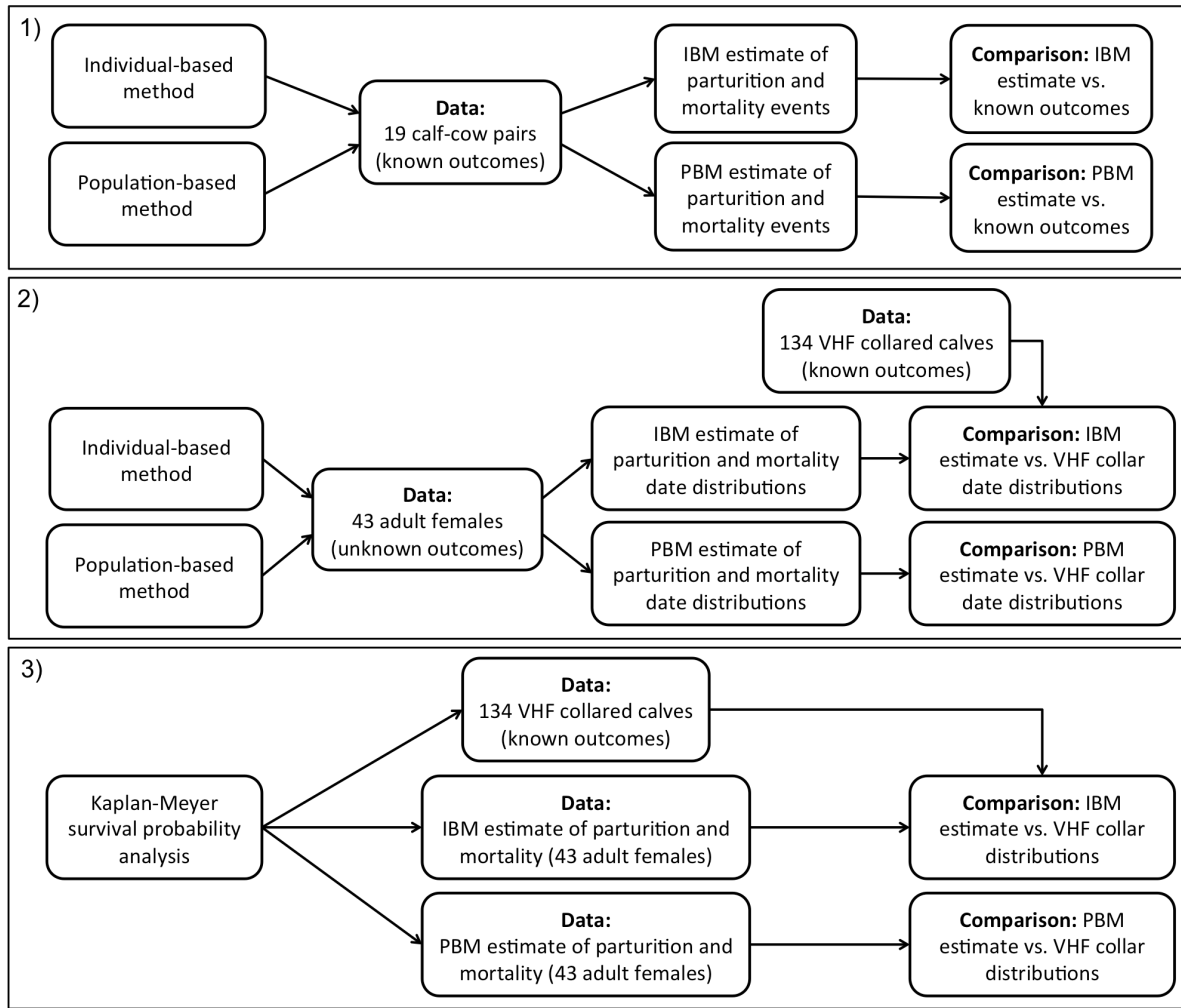 1)
Individual-based
method
Population-based
method
Data:
19 calf-cow pairs
(known outcomes)
IBM estimate of
parturition and
mortality events
PBM estimate of
parturition and
mortality events
Comparison: IBM
estimate vs.
known outcomes
Comparison: PBM
estimate vs.
known outcomes
2)
Data:
134 VHF collared calves
(known outcomes)
Individual-based
method
Population-based
method
Data:
43 adult females
(unknown outcomes)
IBM estimate of
parturition and mortality
date distributions
PBM estimate of
parturition and mortality
date distributions
Comparison: IBM
estimate vs. VHF collar
date distributions
Comparison: PBM
estimate vs. VHF collar
date distributions
3)
Data:
134 VHF collared calves
(known outcomes)
Kaplan-Meyer
survival probability
analysis
Data:
IBM estimate of parturition and
mortality (43 adult females)
Data:
PBM estimate of parturition and
mortality (43 adult females)
Comparison: IBM
estimate vs. VHF collar
distributions
Comparison: PBM
estimate vs. VHF collar
distributions